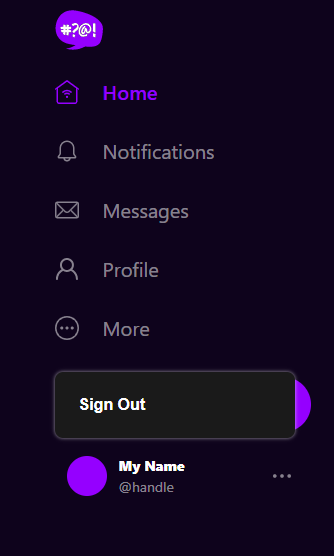 #?@!
Home
Notifications
Messages
Profile
More
Sign Out
My Name
@handle